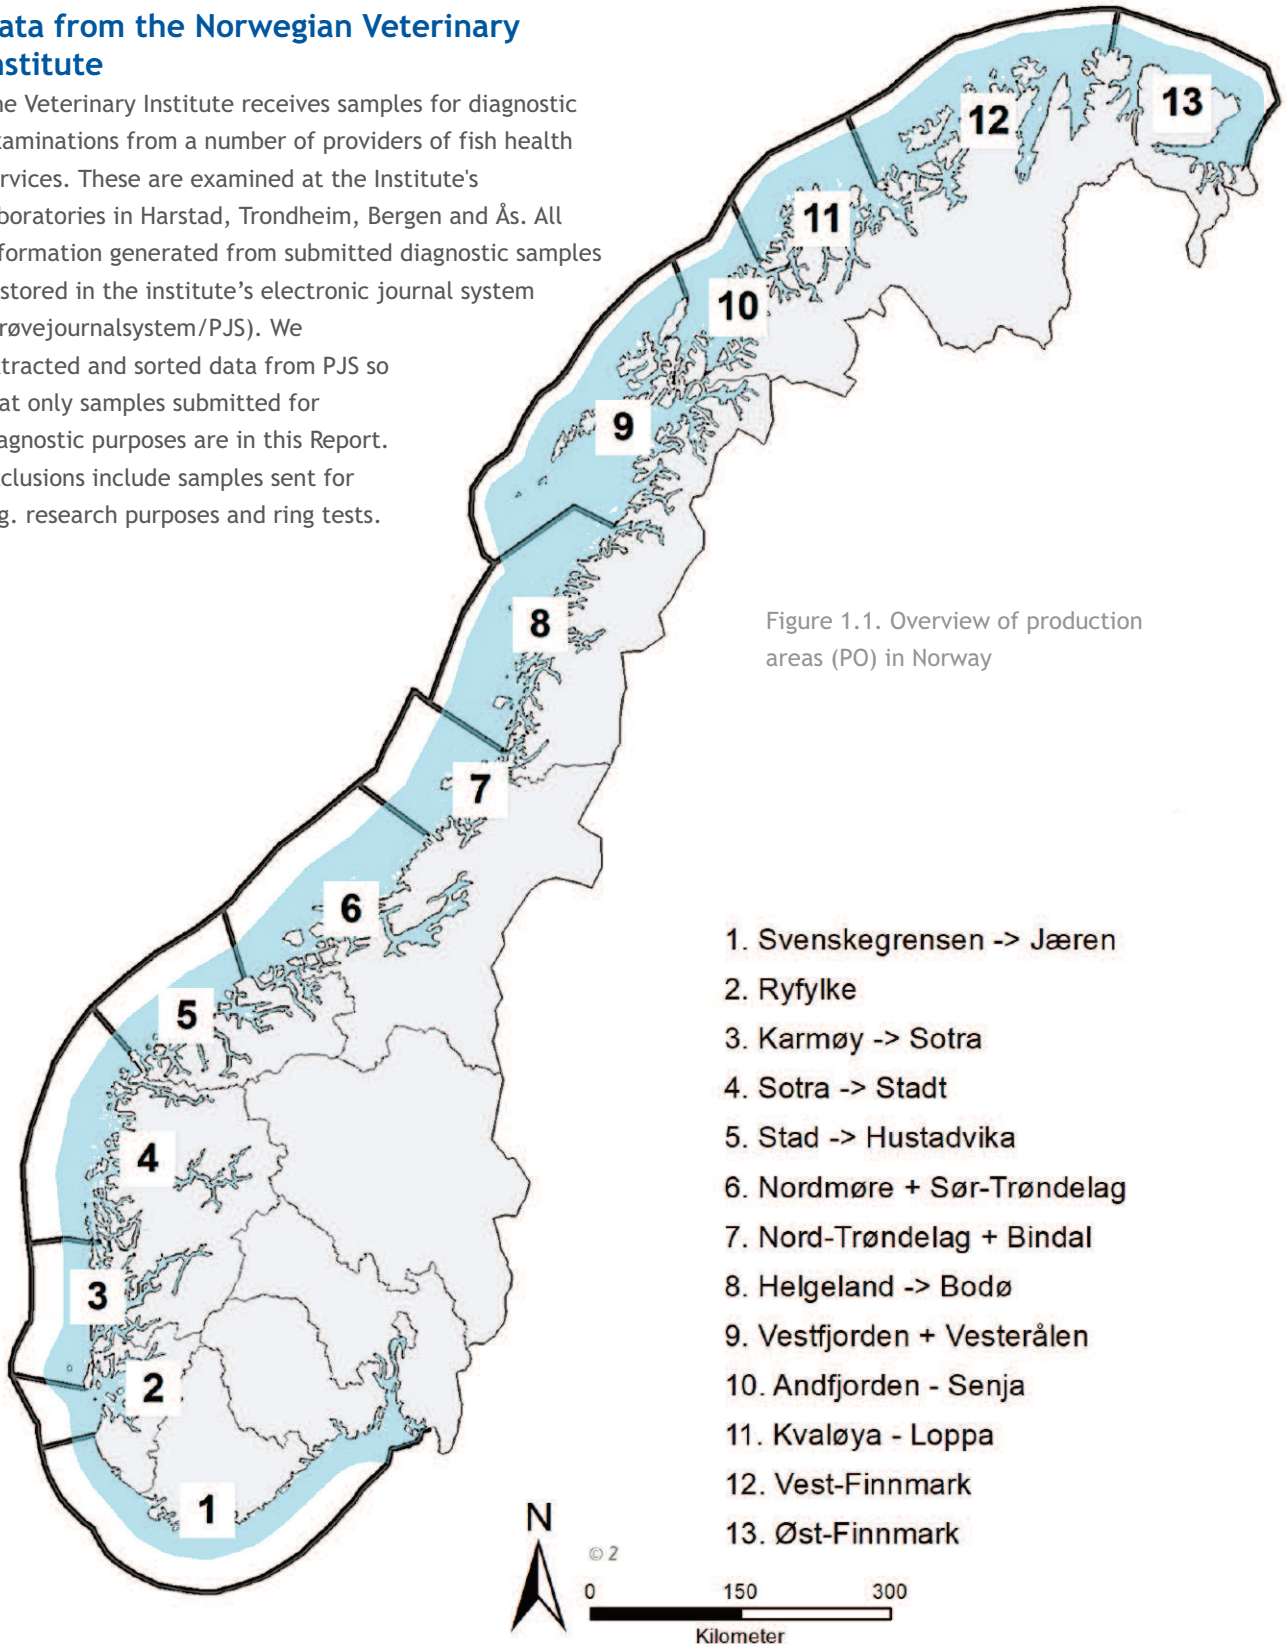 ata from the Norwegian Veterinary
nstitute
ne Veterinary Institute receives samples for diagnostic
xaminations from a number of providers of fish health
ervices. These are examined at the Institute's
boratories in Harstad, Trondheim, Bergen and Ås. All
formation generated from submitted diagnostic samples
stored in the institute’s electronic journal system
røvejournalsystem/PJS). We
tracted and sorted data from PJS so
at only samples submitted for
agnostic purposes are in this Report.
clusions include samples sent for
g. research purposes and ring tests.
13
12
11
10
9
8
Figure 1.1. Overview of production
areas (PO) in Norway
7
6
5
4
3
2
1
1. Svenskegrensen -> Jæren
2. Ryfylke
3. Karmøy -> Sotra
4. Sotra -> Stadt
5. Stad -> Hustadvika
6. Nordmøre + Sør-Trøndelag
7. Nord-Trøndelag + Bindal
8. Helgeland -> Bodø
9. Vestfjorden + Vesterålen
10. Andfjorden - Senja
11. Kvaløya - Loppa
12. Vest-Finnmark
13. Øst-Finnmark
N
© 2
0 150 300
Kilometer